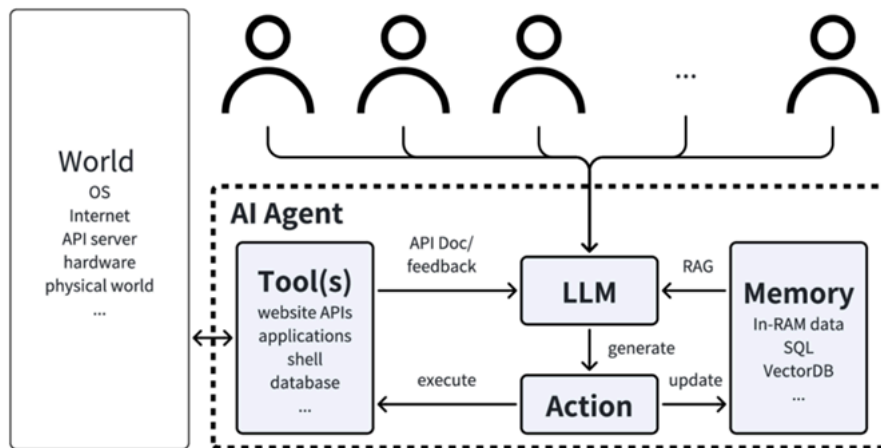 World
OS
Internet
API server
hardware
physical world
...
...
AI Agent
Tool(s)
website APIs
applications
shell
database
...
API Doc/
feedback
LLM
RAG
Memory
In-RAM data
SQL
VectorDB
...
generate
execute
Action
update